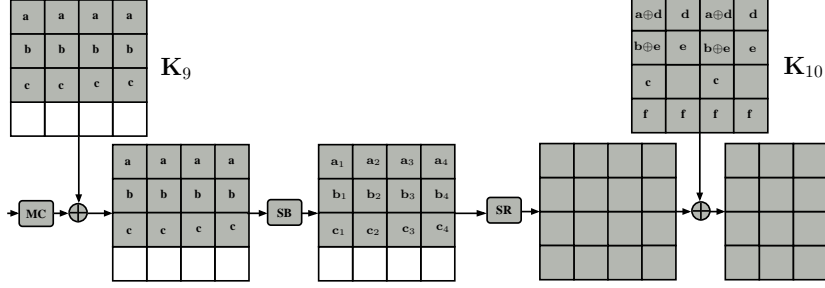 a a a a
b b b b
c c c c
K₉
a⊕d d a⊕d d
b⊕e e b⊕e e
c c
f f f f
K₁₀
a a a a
b b b b
c c c c
a₁ a₂ a₃ a₄
b₁ b₂ b₃ b₄
c₁ c₂ c₃ c₄
MC
SB
SR